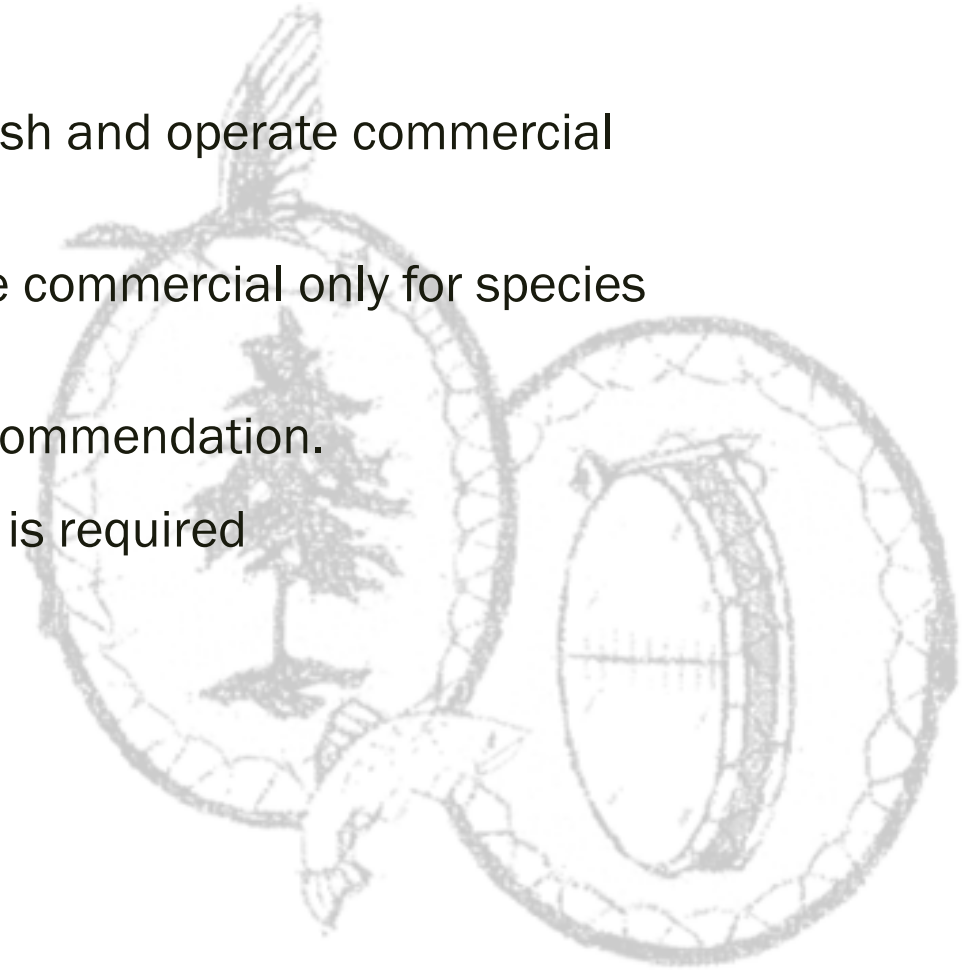 sh and operate commercial
e commercial only for species
ommendation.
is required